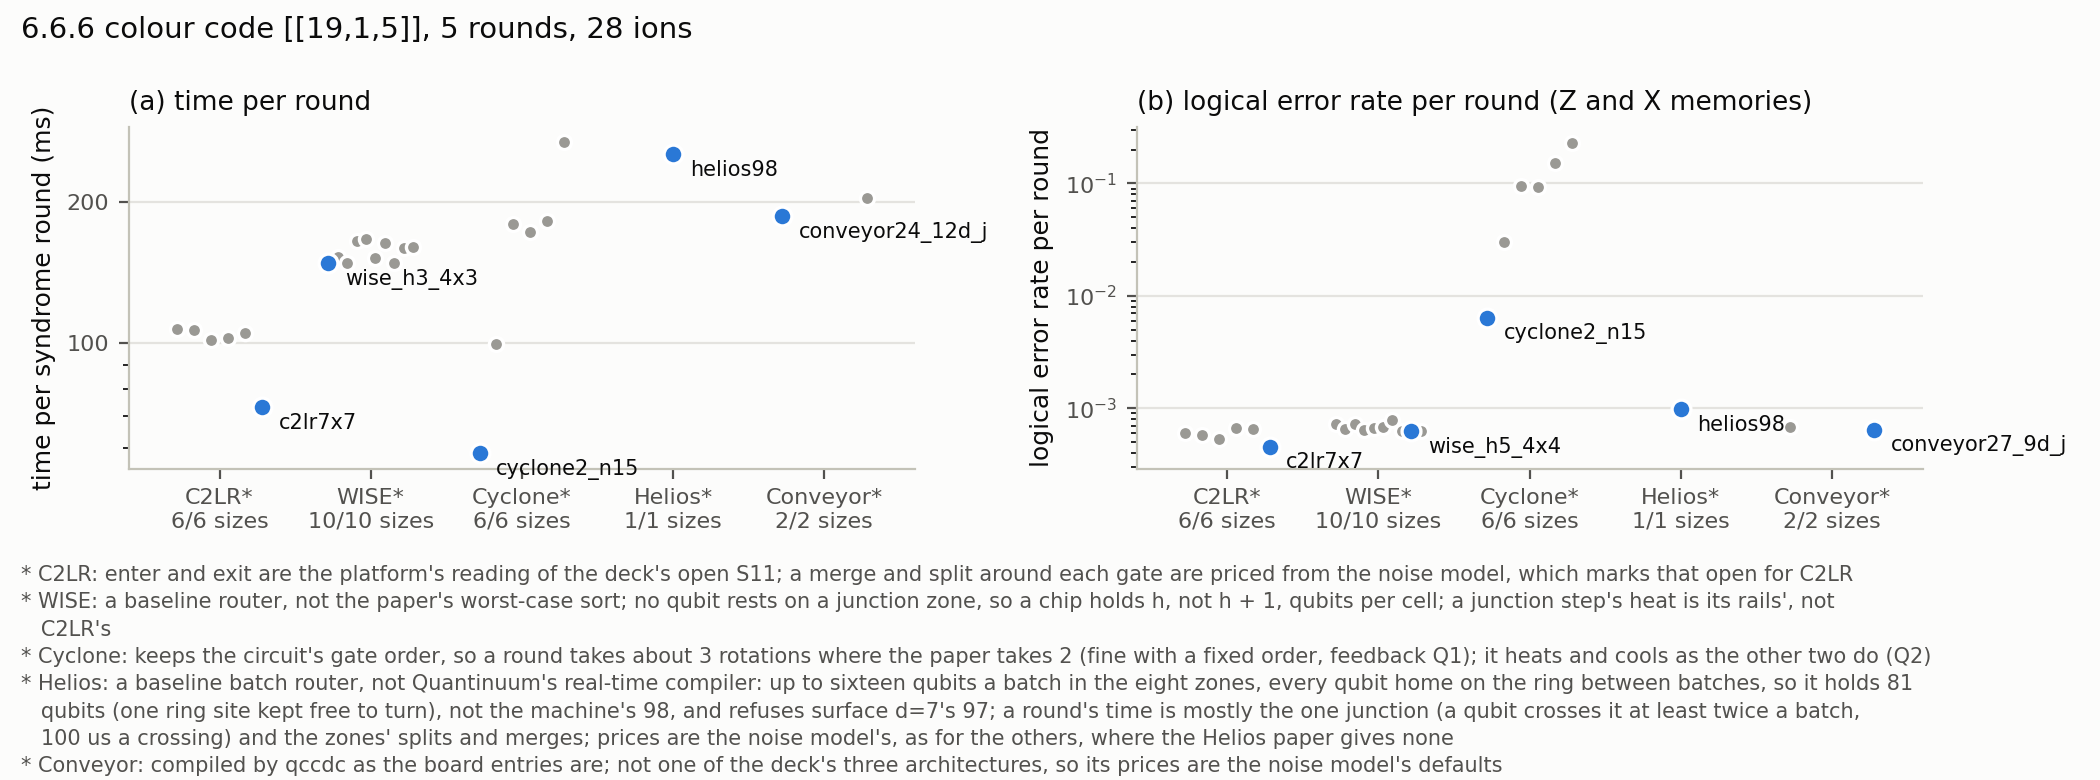 6.6.6 colour code [[19,1,5]], 5 rounds, 28 ions
(a) time per round
time per syndrome round (ms)
200
100
c2lr7x7
wise_h3_4x3
cyclone2_n15
helios98
conveyor24_12d_j
C2LR* WISE* Cyclone* Helios* Conveyor*
6/6 sizes 10/10 sizes 6/6 sizes 1/1 sizes 2/2 sizes
(b) logical error rate per round (Z and X memories)
logical error rate per round
10⁻¹
10⁻²
10⁻³
c2lr7x7
wise_h5_4x4
cyclone2_n15
helios98
conveyor27_9d_j
C2LR* WISE* Cyclone* Helios* Conveyor*
6/6 sizes 10/10 sizes 6/6 sizes 1/1 sizes 2/2 sizes
* C2LR: enter and exit are the platform's reading of the deck's open S11; a merge and split around each gate are priced from the noise model, which marks that open for C2LR
* WISE: a baseline router, not the paper's worst-case sort; no qubit rests on a junction zone, so a chip holds h, not h + 1, qubits per cell; a junction step's heat is its rails', not
C2LR's
* Cyclone: keeps the circuit's gate order, so a round takes about 3 rotations where the paper takes 2 (fine with a fixed order, feedback Q1); it heats and cools as the other two do (Q2)
* Helios: a baseline batch router, not Quantinuum's real-time compiler: up to sixteen qubits a batch in the eight zones, every qubit home on the ring between batches, so it holds 81
qubits (one ring site kept free to turn), not the machine's 98, and refuses surface d=7's 97; a round's time is mostly the one junction (a qubit crosses it at least twice a batch,
100 us a crossing) and the zones' splits and merges; prices are the noise model's, as for the others, where the Helios paper gives none
* Conveyor: compiled by qccdc as the board entries are; not one of the deck's three architectures, so its prices are the noise model's defaults